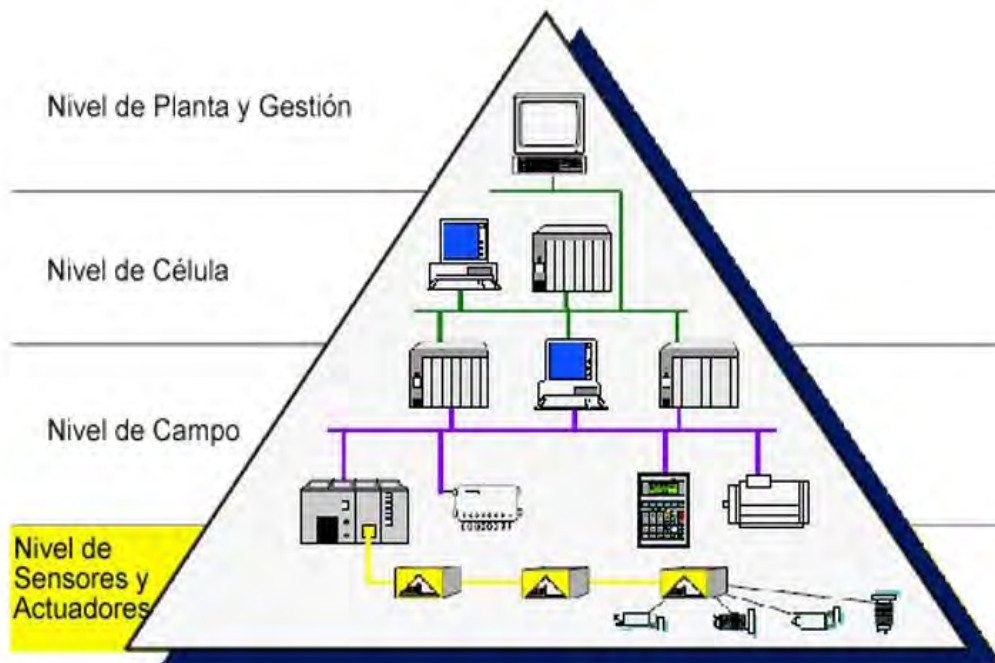 Nivel de Planta y Gestión
Nivel de Célula
Nivel de Campo
Nivel de
Sensores y
Actuadores